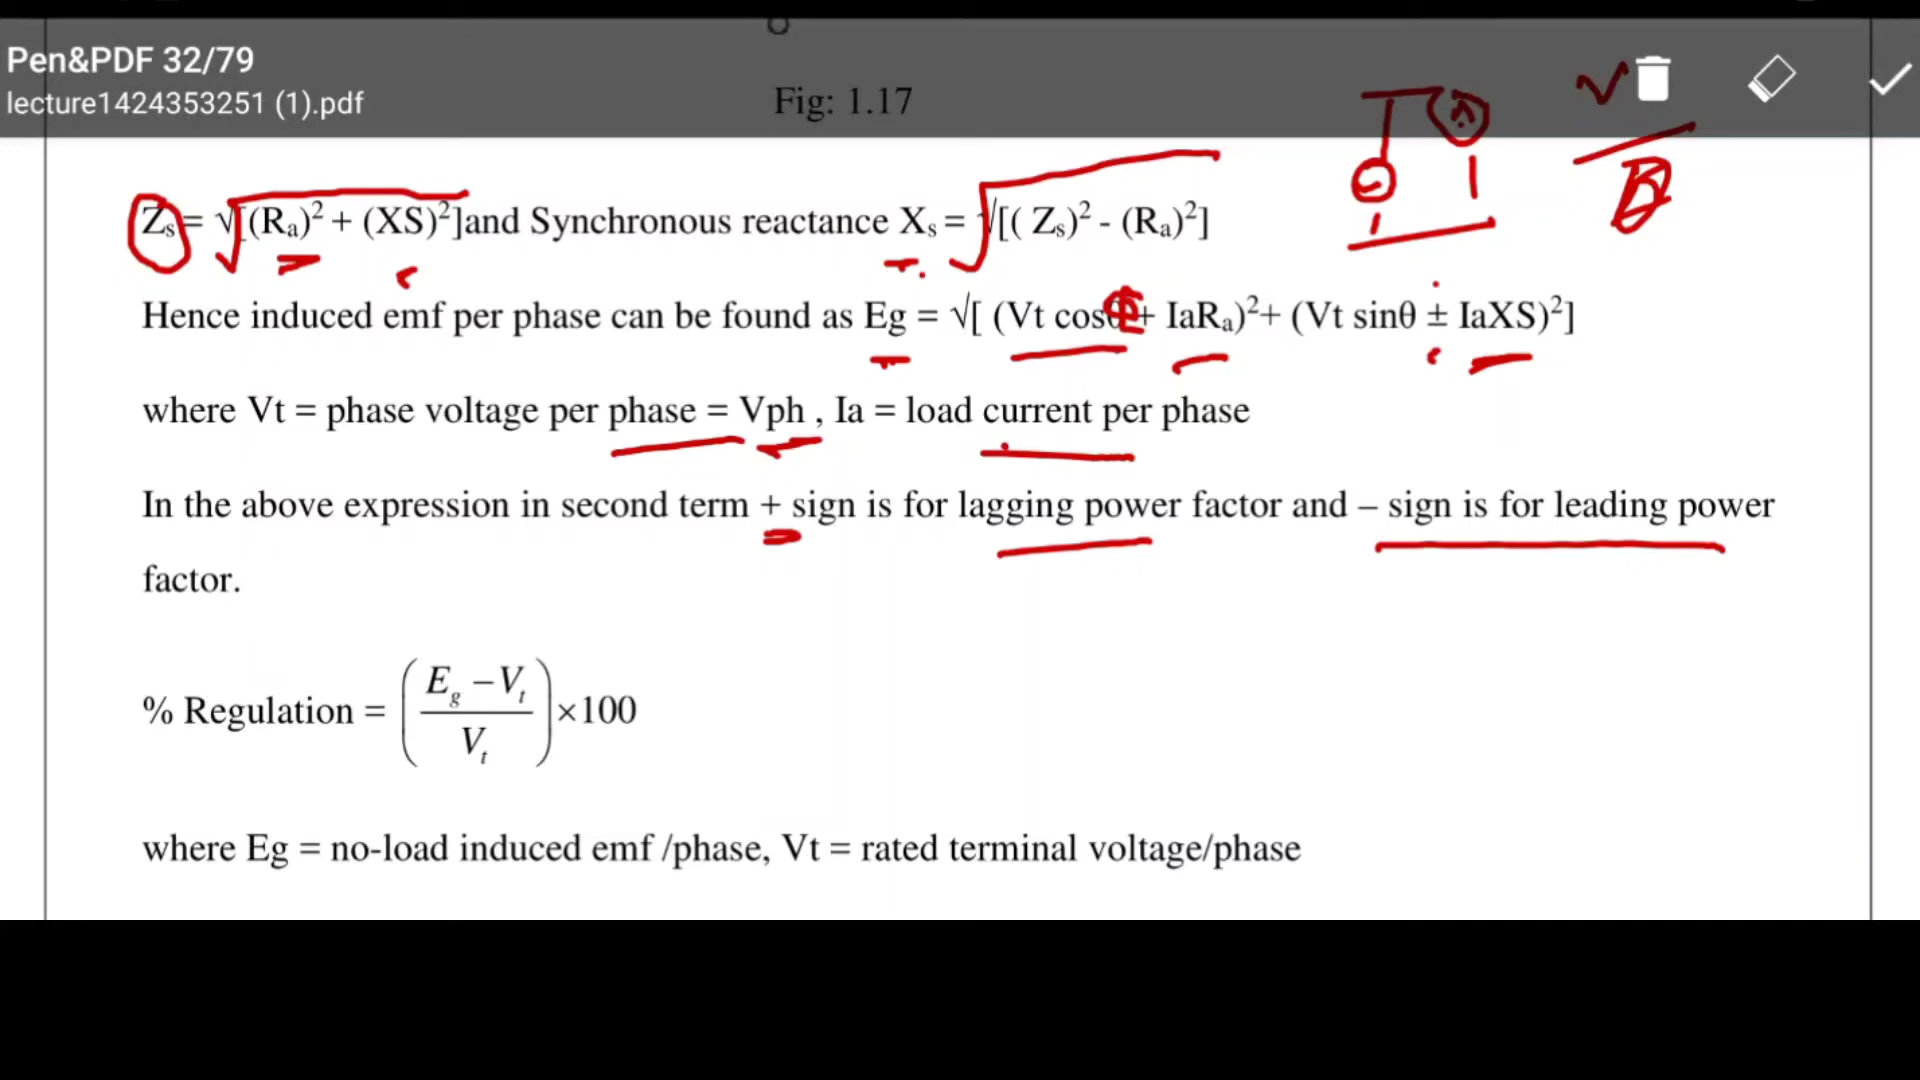 Pen&PDF 32/79
lecture1424353251 (1).pdf
Fig: 1.17
Zs = √[(Ra)² + (XS)²]and Synchronous reactance Xs = √[( Zs)² - (Ra)²]
Hence induced emf per phase can be found as Eg = √[ (Vt cosθ + IaRa)²+ (Vt sinθ ± IaXS)²]
where Vt = phase voltage per phase = Vph , Ia = load current per phase
In the above expression in second term + sign is for lagging power factor and – sign is for leading power
factor.
% Regulation = (Eg – Vt / Vt) ×100
where Eg = no-load induced emf /phase, Vt = rated terminal voltage/phase